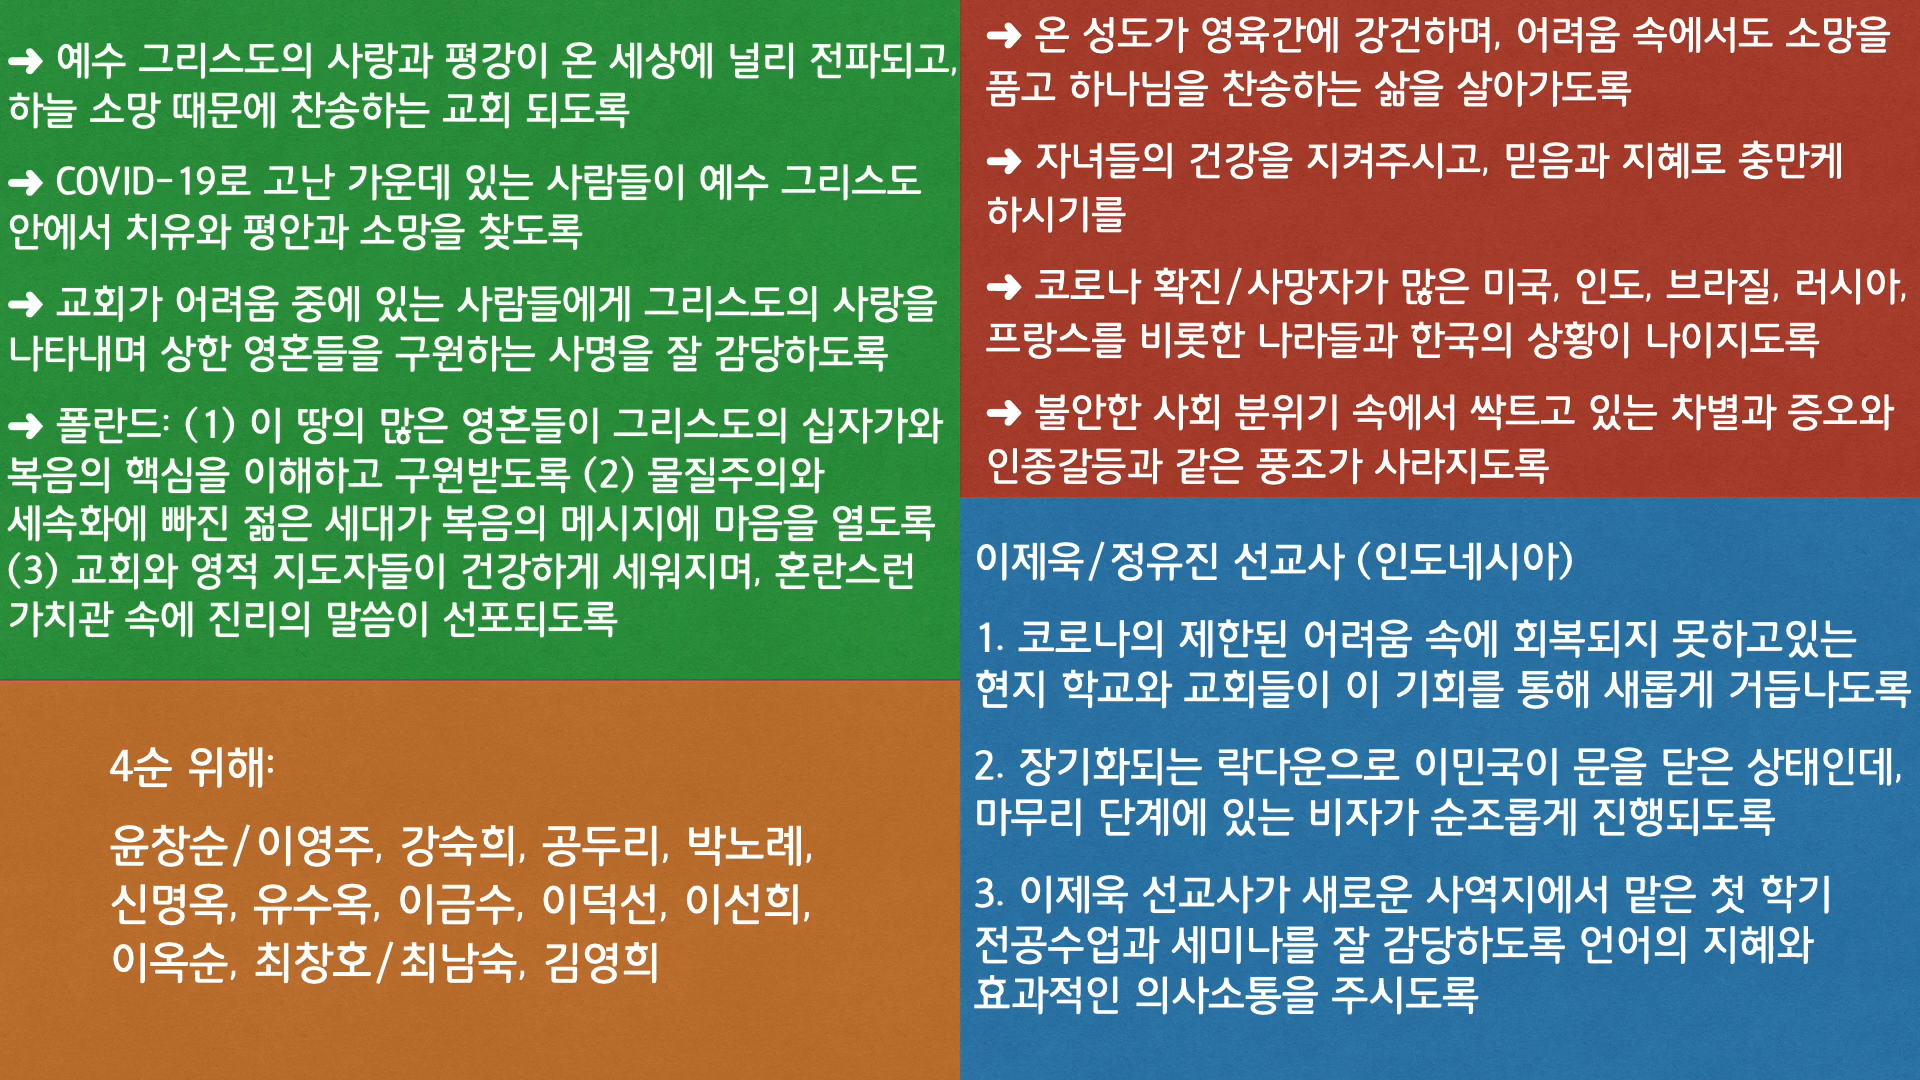 ➜ 예수 그리스도의 사랑과 평강이 온 세상에 널리 전파되고,
하늘 소망 때문에 찬송하는 교회 되도록
➜ COVID-19로 고난 가운데 있는 사람들이 예수 그리스도
안에서 치유와 평안과 소망을 찾도록
➜ 교회가 어려움 중에 있는 사람들에게 그리스도의 사랑을
나타내며 상한 영혼들을 구원하는 사명을 잘 감당하도록
➜ 폴란드: (1) 이 땅의 많은 영혼들이 그리스도의 십자가와
복음의 핵심을 이해하고 구원받도록 (2) 물질주의와
세속화에 빠진 젊은 세대가 복음의 메시지에 마음을 열도록
(3) 교회와 영적 지도자들이 건강하게 세워지며, 혼란스런
가치관 속에 진리의 말씀이 선포되도록
➜ 온 성도가 영육간에 강건하며, 어려움 속에서도 소망을
품고 하나님을 찬송하는 삶을 살아가도록
➜ 자녀들의 건강을 지켜주시고, 믿음과 지혜로 충만케
하시기를
➜ 코로나 확진/사망자가 많은 미국, 인도, 브라질, 러시아,
프랑스를 비롯한 나라들과 한국의 상황이 나이지도록
➜ 불안한 사회 분위기 속에서 싹트고 있는 차별과 증오와
인종갈등과 같은 풍조가 사라지도록
4순 위해:
윤창순/이영주, 강숙희, 공두리, 박노례,
신명옥, 유수옥, 이금수, 이덕선, 이선희,
이옥순, 최창호/최남숙, 김영희
이제욱/정유진 선교사 (인도네시아)
1. 코로나의 제한된 어려움 속에 회복되지 못하고있는
현지 학교와 교회들이 이 기회를 통해 새롭게 거듭나도록
2. 장기화되는 락다운으로 이민국이 문을 닫은 상태인데,
마무리 단계에 있는 비자가 순조롭게 진행되도록
3. 이제욱 선교사가 새로운 사역지에서 맡은 첫 학기
전공수업과 세미나를 잘 감당하도록 언어의 지혜와
효과적인 의사소통을 주시도록